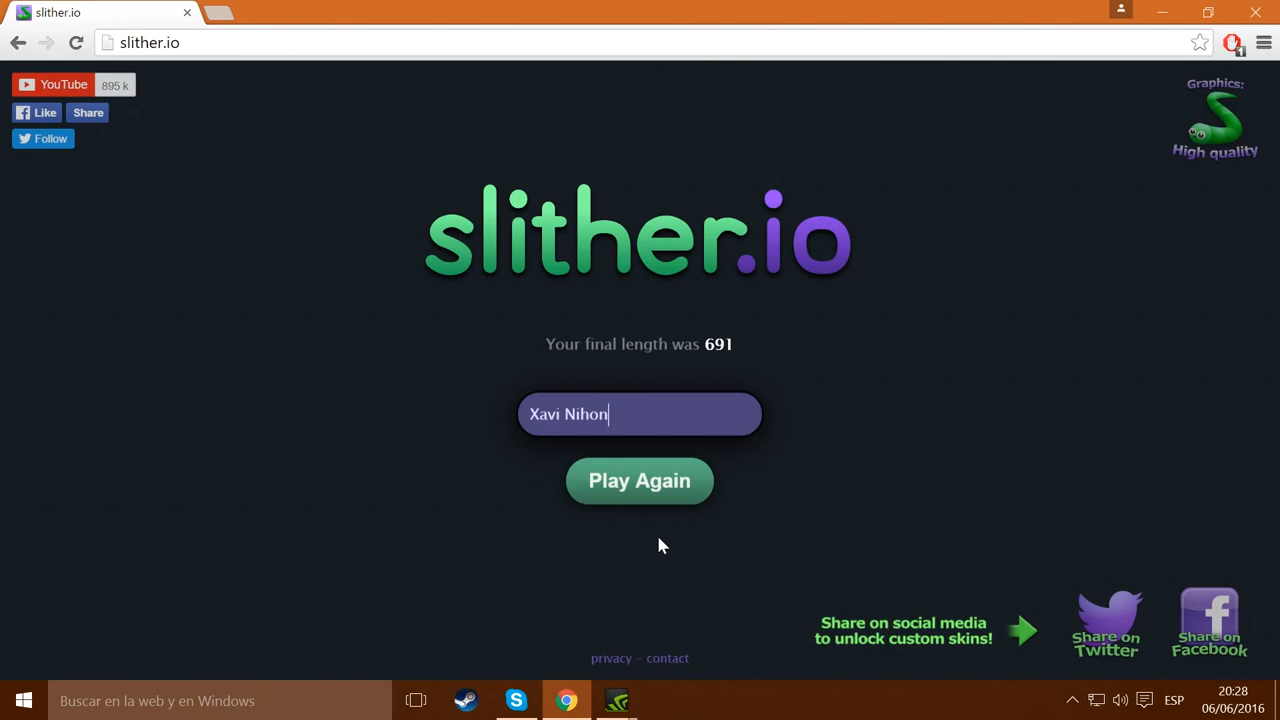 slither.io
slither.io
YouTube 895 k
Like Share
Follow
Graphics:
High quality
slither.io
Your final length was 691
Xavi Nihon
Play Again
Share on social media
to unlock custom skins!
Share on
Twitter
Share on
Facebook
privacy - contact
Buscar en la web y en Windows
ESP
20:28
06/06/2016
1